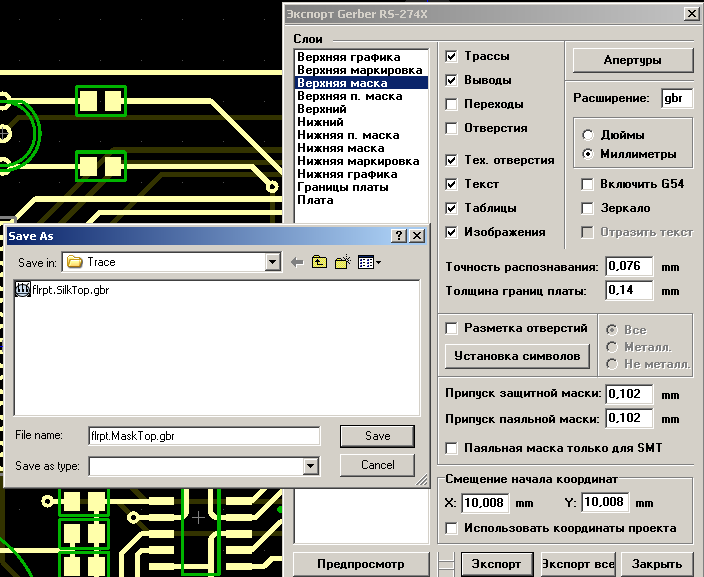 Экспорт Gerber RS-274X
Слои
Верхняя графика
Верхняя маркировка
Верхняя маска
Верхняя п. маска
Верхний
Нижний
Нижняя п. маска
Нижняя маска
Нижняя маркировка
Нижняя графика
Границы платы
Плата
Трассы
Выводы
Переходы
Отверстия
Тех. отверстия
Текст
Таблицы
Изображения
Апертуры
Расширение: gbr
Дюймы
Миллиметры
Включить G54
Зеркало
Отразить текст
Точность распознавания: 0,076 mm
Толщина границ платы: 0,14 mm
Разметка отверстий
Установка символов
Все
Металл.
Не металл.
Припуск защитной маски: 0,102 mm
Припуск паяльной маски: 0,102 mm
Паяльная маска только для SMT
Смещение начала координат
X: 10,008 mm Y: 10,008 mm
Использовать координаты проекта
Предпросмотр Экспорт Экспорт все Закрыть
Save As
Save in: Trace
flrpt.SilkTop.gbr
File name: flrpt.MaskTop.gbr Save
Save as type: Cancel